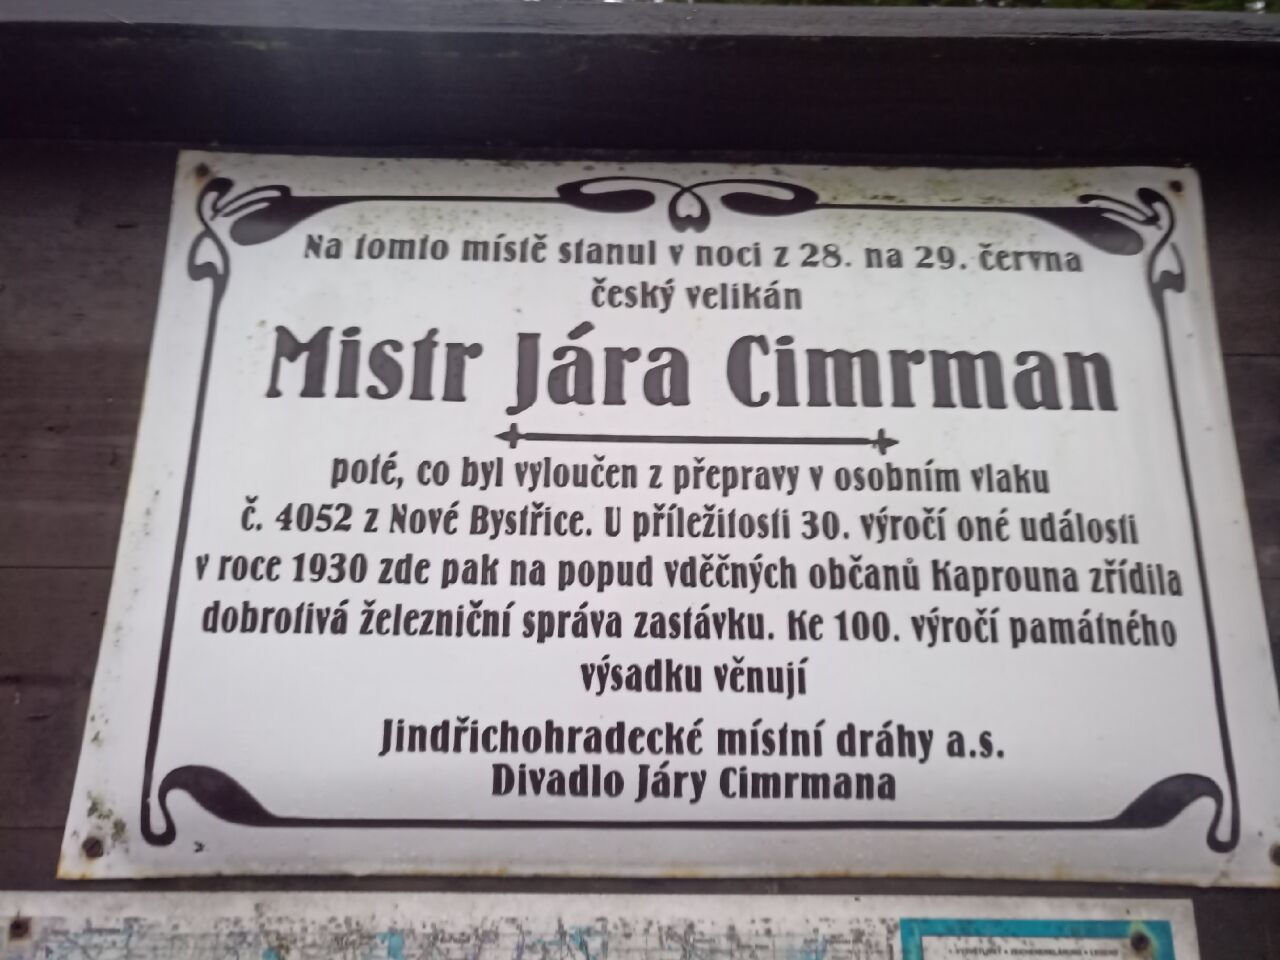 Na tomto místě stanul v noci z 28. na 29. června
český velikán
Mistr Jára Cimrman
poté, co byl vyloučen z přepravy v osobním vlaku
č. 4052 z Nové Bystřice. U příležitosti 30. výročí oné události
v roce 1930 zde pak na popud vděčných občanů Kaprouna zřídila
dobrotivá železniční správa zastávku. Ke 100. výročí památného
výsadku věnují
Jindřichohradecké místní dráhy a.s.
Divadlo Járy Cimrmana